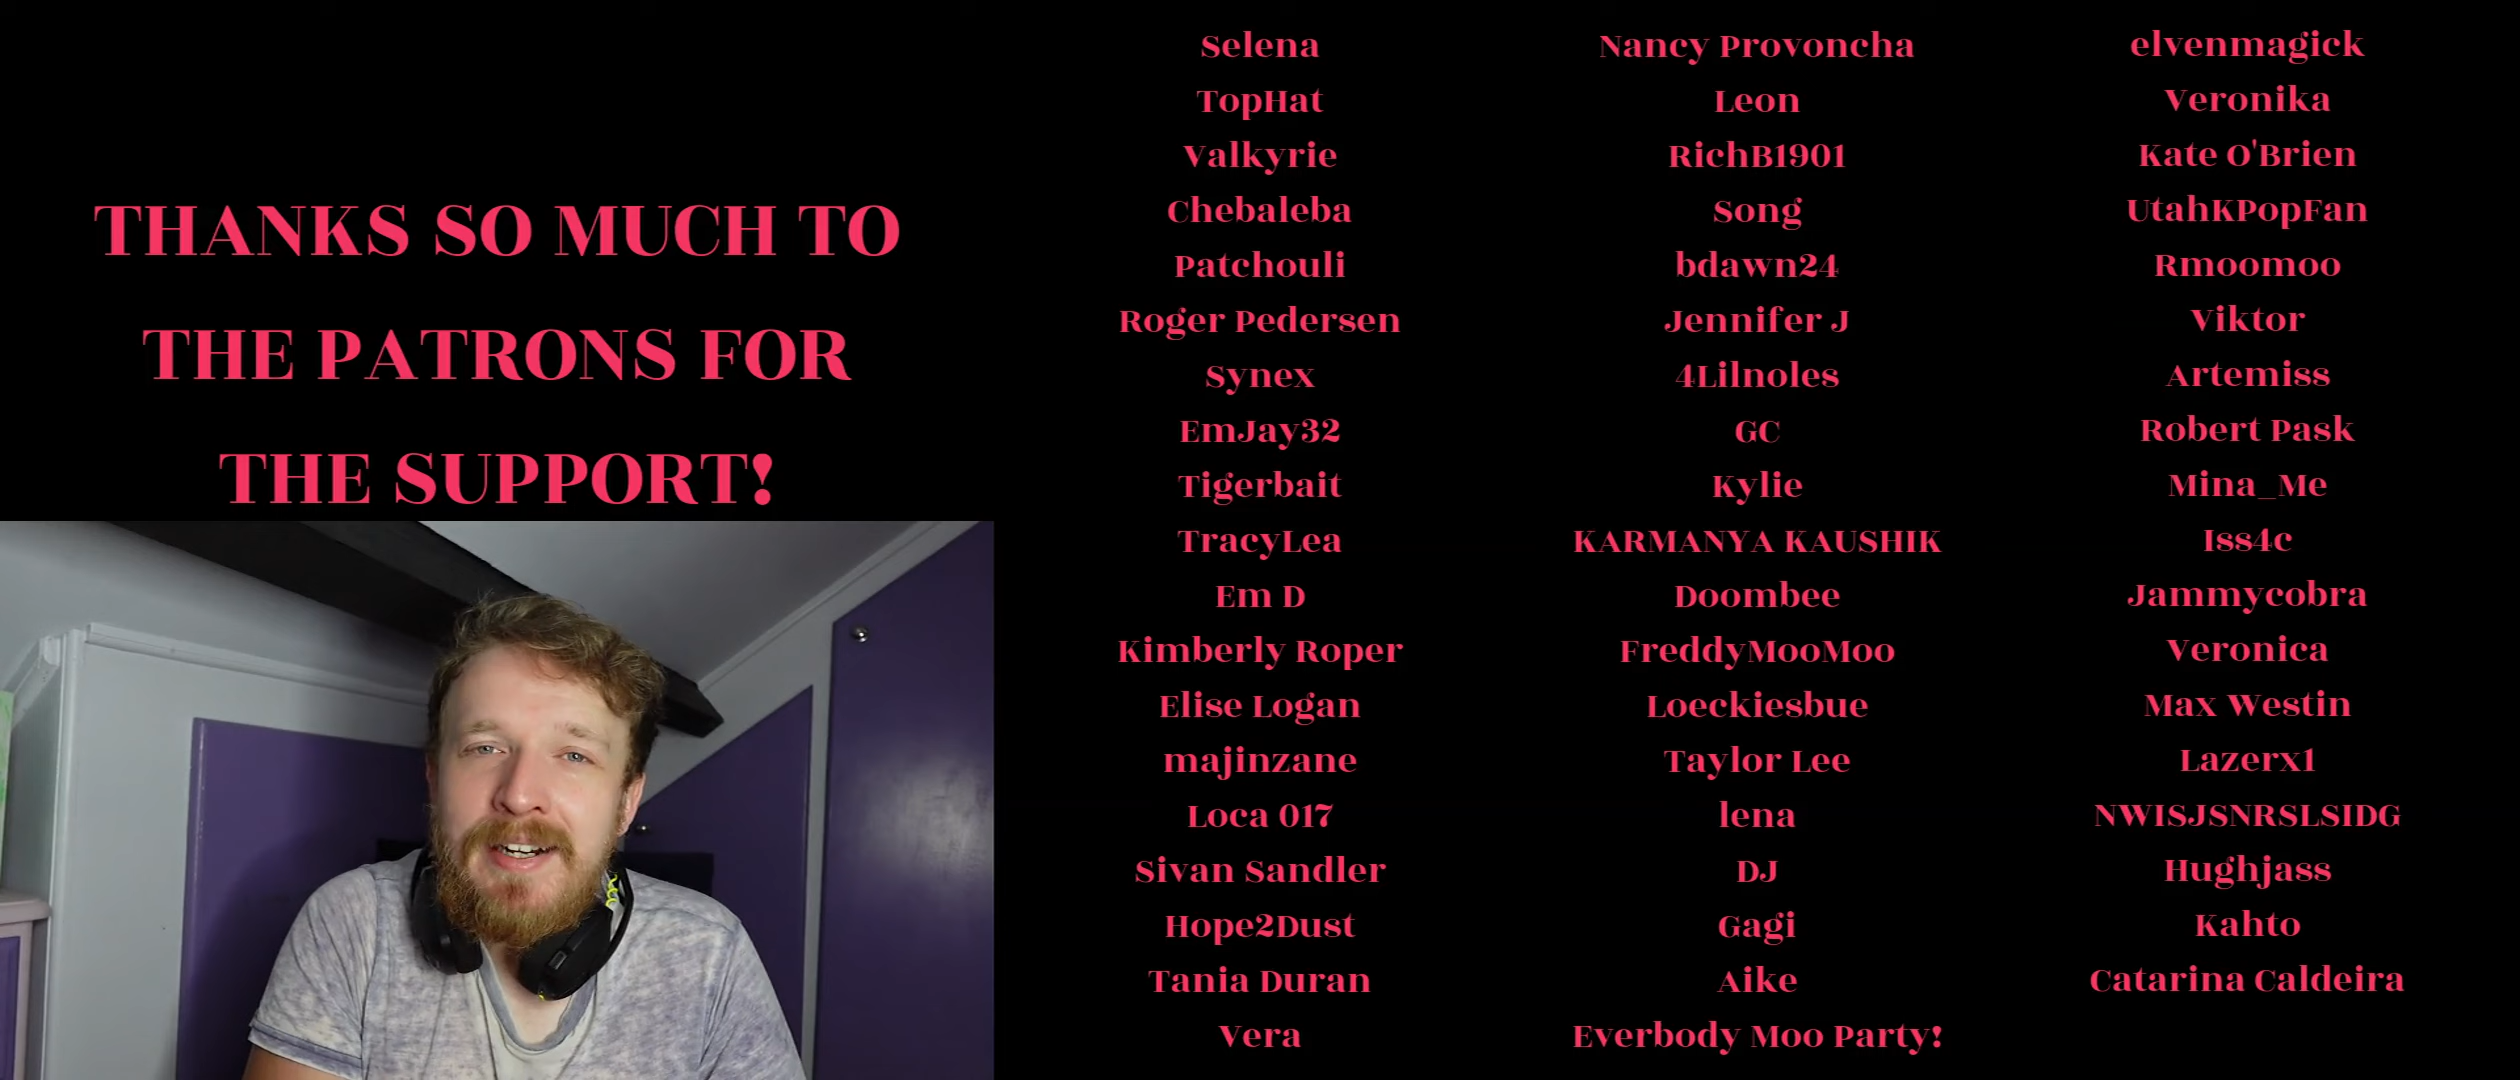 THANKS SO MUCH TO
THE PATRONS FOR
THE SUPPORT!
Selena
TopHat
Valkyrie
Chebaleba
Patchouli
Roger Pedersen
Synex
EmJay32
Tigerbait
TracyLea
Em D
Kimberly Roper
Elise Logan
majinzane
Loca 017
Sivan Sandler
Hope2Dust
Tania Duran
Vera
Nancy Provoncha
Leon
RichB1901
Song
bdawn24
Jennifer J
4Lilnoles
GC
Kylie
KARMANYA KAUSHIK
Doombee
FreddyMooMoo
Loeckiesbue
Taylor Lee
lena
DJ
Gagi
Aike
Everbody Moo Party!
elvenmagick
Veronika
Kate O'Brien
UtahKPopFan
Rmoomoo
Viktor
Artemiss
Robert Pask
Mina_Me
Iss4c
Jammycobra
Veronica
Max Westin
Lazerx1
NWISJSNRSLSIDG
Hughjass
Kahto
Catarina Caldeira